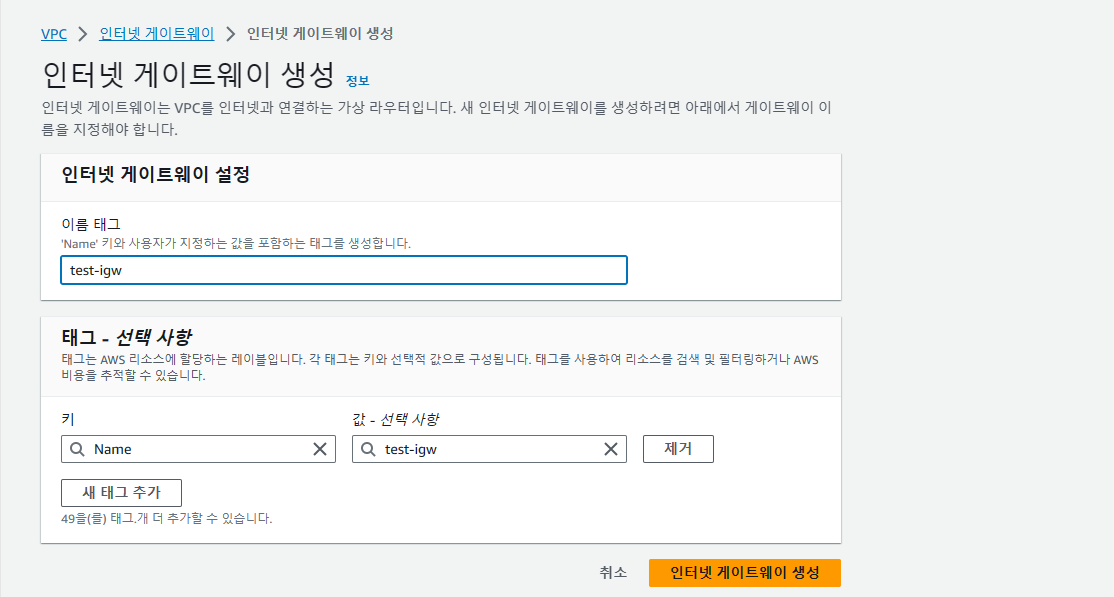 VPC > 인터넷 게이트웨이 > 인터넷 게이트웨이 생성
인터넷 게이트웨이 생성 정보
인터넷 게이트웨이는 VPC를 인터넷과 연결하는 가상 라우터입니다. 새 인터넷 게이트웨이를 생성하려면 아래에서 게이트웨이 이
름을 지정해야 합니다.
인터넷 게이트웨이 설정
이름 태그
'Name' 키와 사용자가 지정하는 값을 포함하는 태그를 생성합니다.
test-igw
태그 - 선택 사항
태그는 AWS 리소스에 할당하는 레이블입니다. 각 태그는 키와 선택적 값으로 구성됩니다. 태그를 사용하여 리소스를 검색 및 필터링하거나 AWS
비용을 추적할 수 있습니다.
키 값 - 선택 사항
Name test-igw 제거
새 태그 추가
49을(를) 태그.개 더 추가할 수 있습니다.
취소 인터넷 게이트웨이 생성